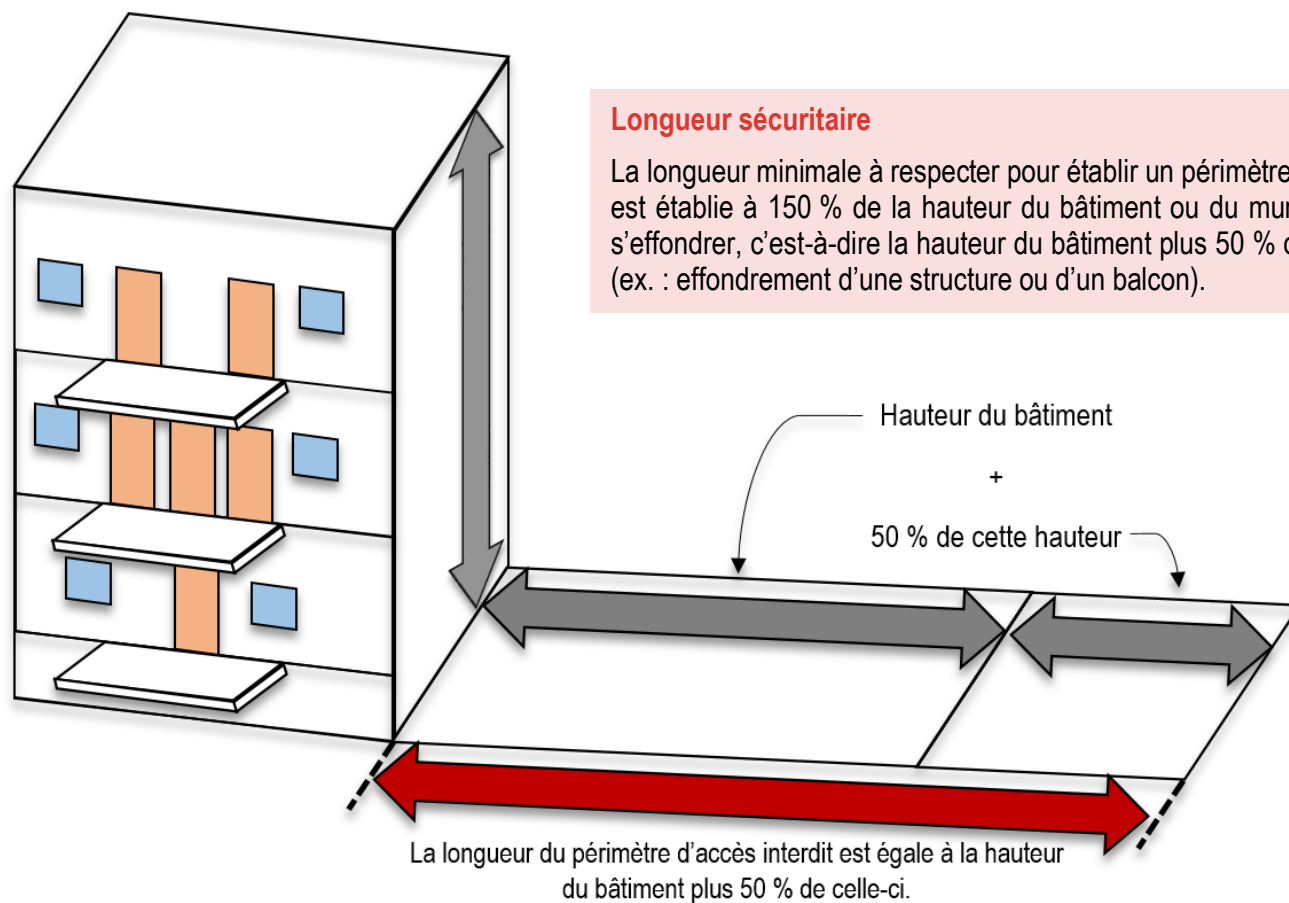 Longueur sécuritaire
La longueur minimale à respecter pour établir un périmètre
est établie à 150 % de la hauteur du bâtiment ou du mur
s’effondrer, c’est-à-dire la hauteur du bâtiment plus 50 %
(ex. : effondrement d’une structure ou d’un balcon).
Hauteur du bâtiment
+
50 % de cette hauteur
La longueur du périmètre d’accès interdit est égale à la hauteur
du bâtiment plus 50 % de celle-ci.